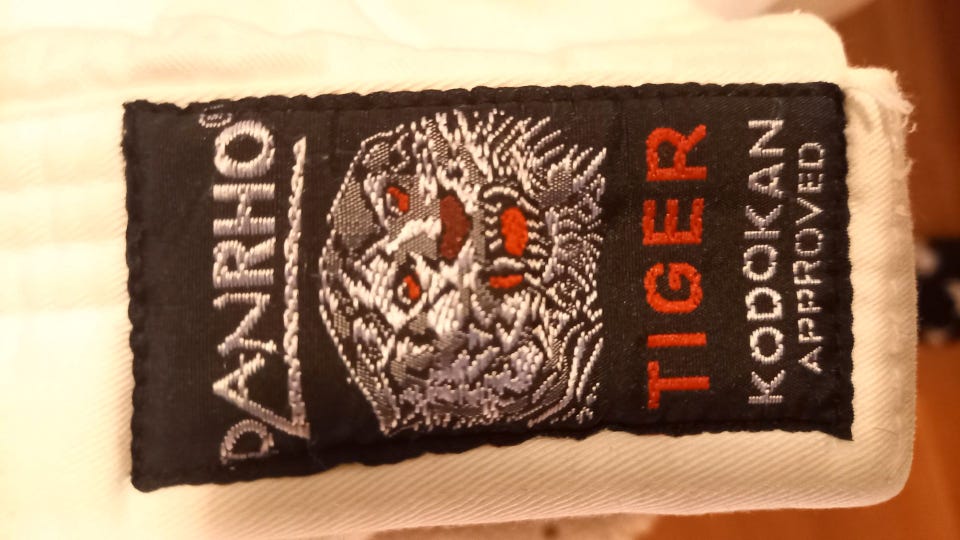 DANRHO®
TIGER
KODOKAN
APPROVED